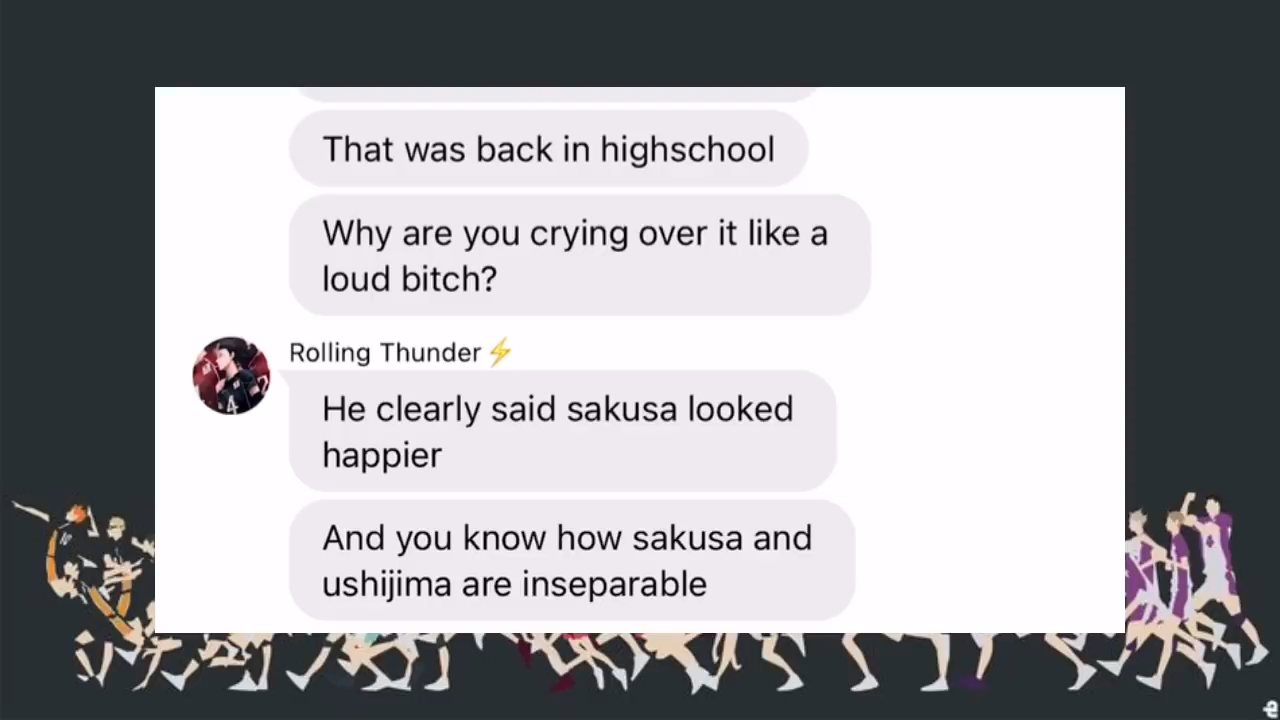 That was back in highschool
Why are you crying over it like a
loud bitch?
Rolling Thunder⚡
He clearly said sakusa looked
happier
And you know how sakusa and
ushijima are inseparable